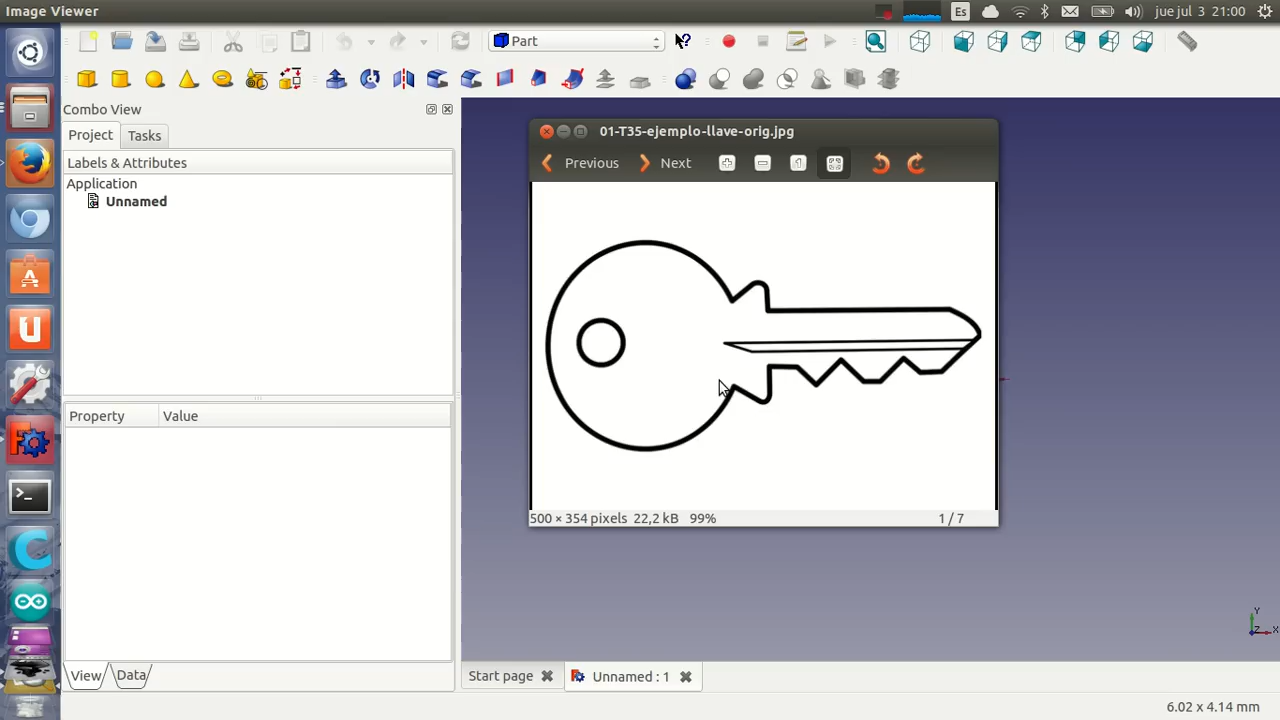 Image Viewer
Es
jue jul 3 21:00
Part
Combo View
Project
Tasks
Labels & Attributes
Application
Unnamed
Property
Value
View
Data
01-T35-ejemplo-llave-orig.jpg
Previous
Next
500 × 354 pixels 22,2 kB 99%
1 / 7
Y
Z
X
Start page
Unnamed : 1
6.02 x 4.14 mm